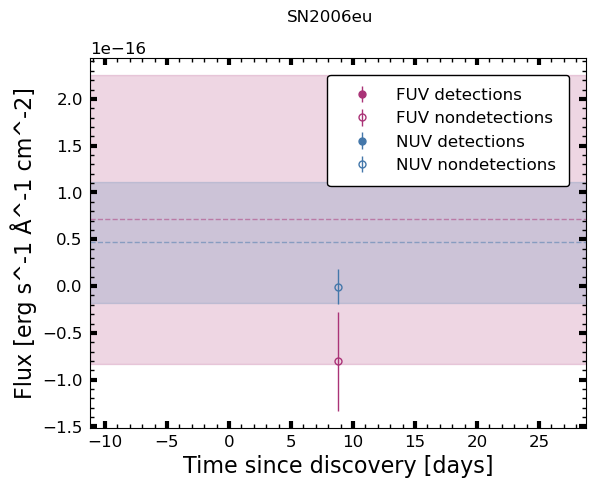 SN2006eu
1e−16
Flux [erg s^-1 Å^-1 cm^-2]
2.0
1.5
1.0
0.5
0.0
−0.5
−1.0
−1.5
FUV detections
FUV nondetections
NUV detections
NUV nondetections
−10 −5 0 5 10 15 20 25
Time since discovery [days]